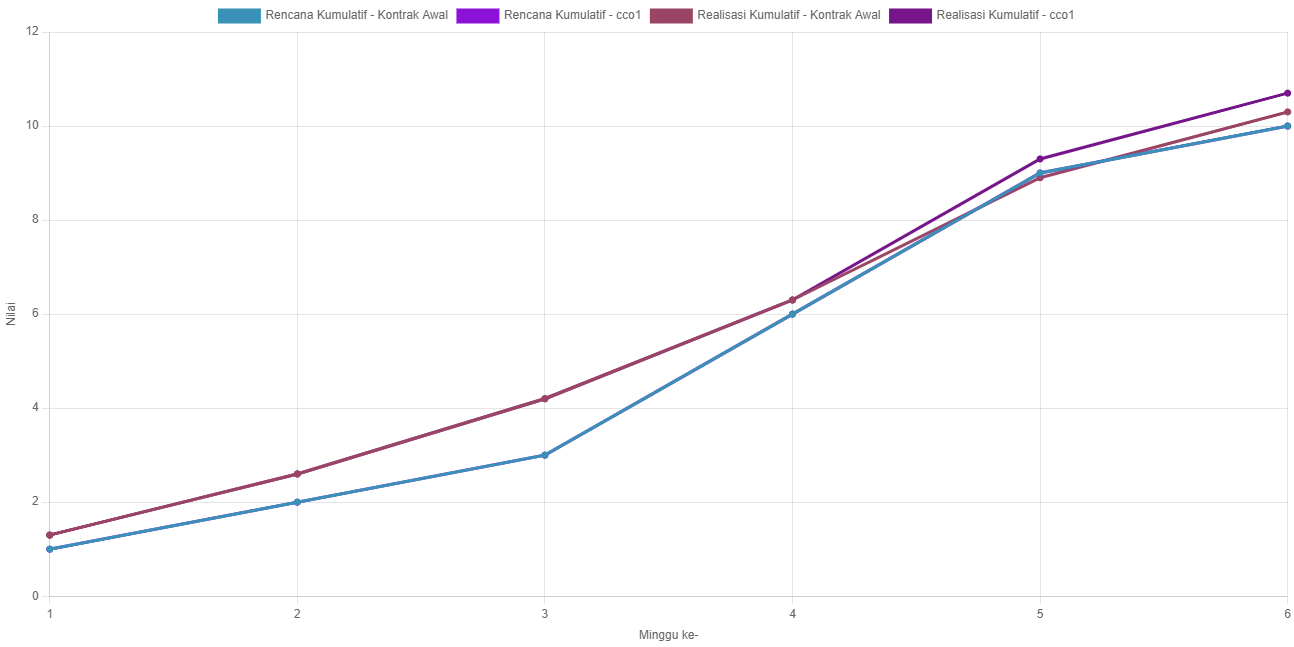 Rencana Kumulatif - Kontrak Awal Rencana Kumulatif - cco1 Realisasi Kumulatif - Kontrak Awal Realisasi Kumulatif - cco1
12
10
8
6
4
2
0
Nilai
1 2 3 4 5 6
Minggu ke-